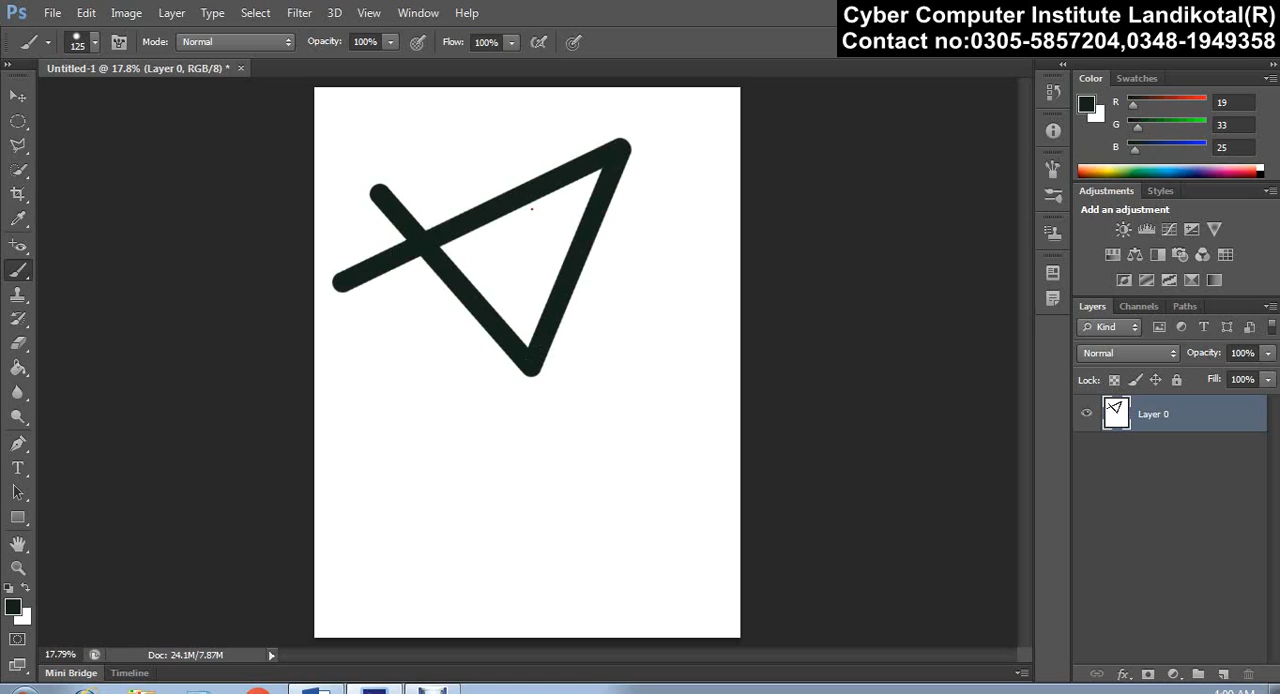 Ps File Edit Image Layer Type Select Filter 3D View Window Help
Cyber Computer Institute Landikotal(R)
Contact no:0305-5857204,0348-1949358
125 Mode: Normal Opacity: 100% Flow: 100%
Untitled-1 @ 17.8% (Layer 0, RGB/8) * ×
Color Swatches
R 19
G 33
B 25
Adjustments Styles
Add an adjustment
Layers Channels Paths
Kind
Normal Opacity: 100%
Lock: Fill: 100%
Layer 0
17.79% Doc: 24.1M/7.87M
Mini Bridge Timeline